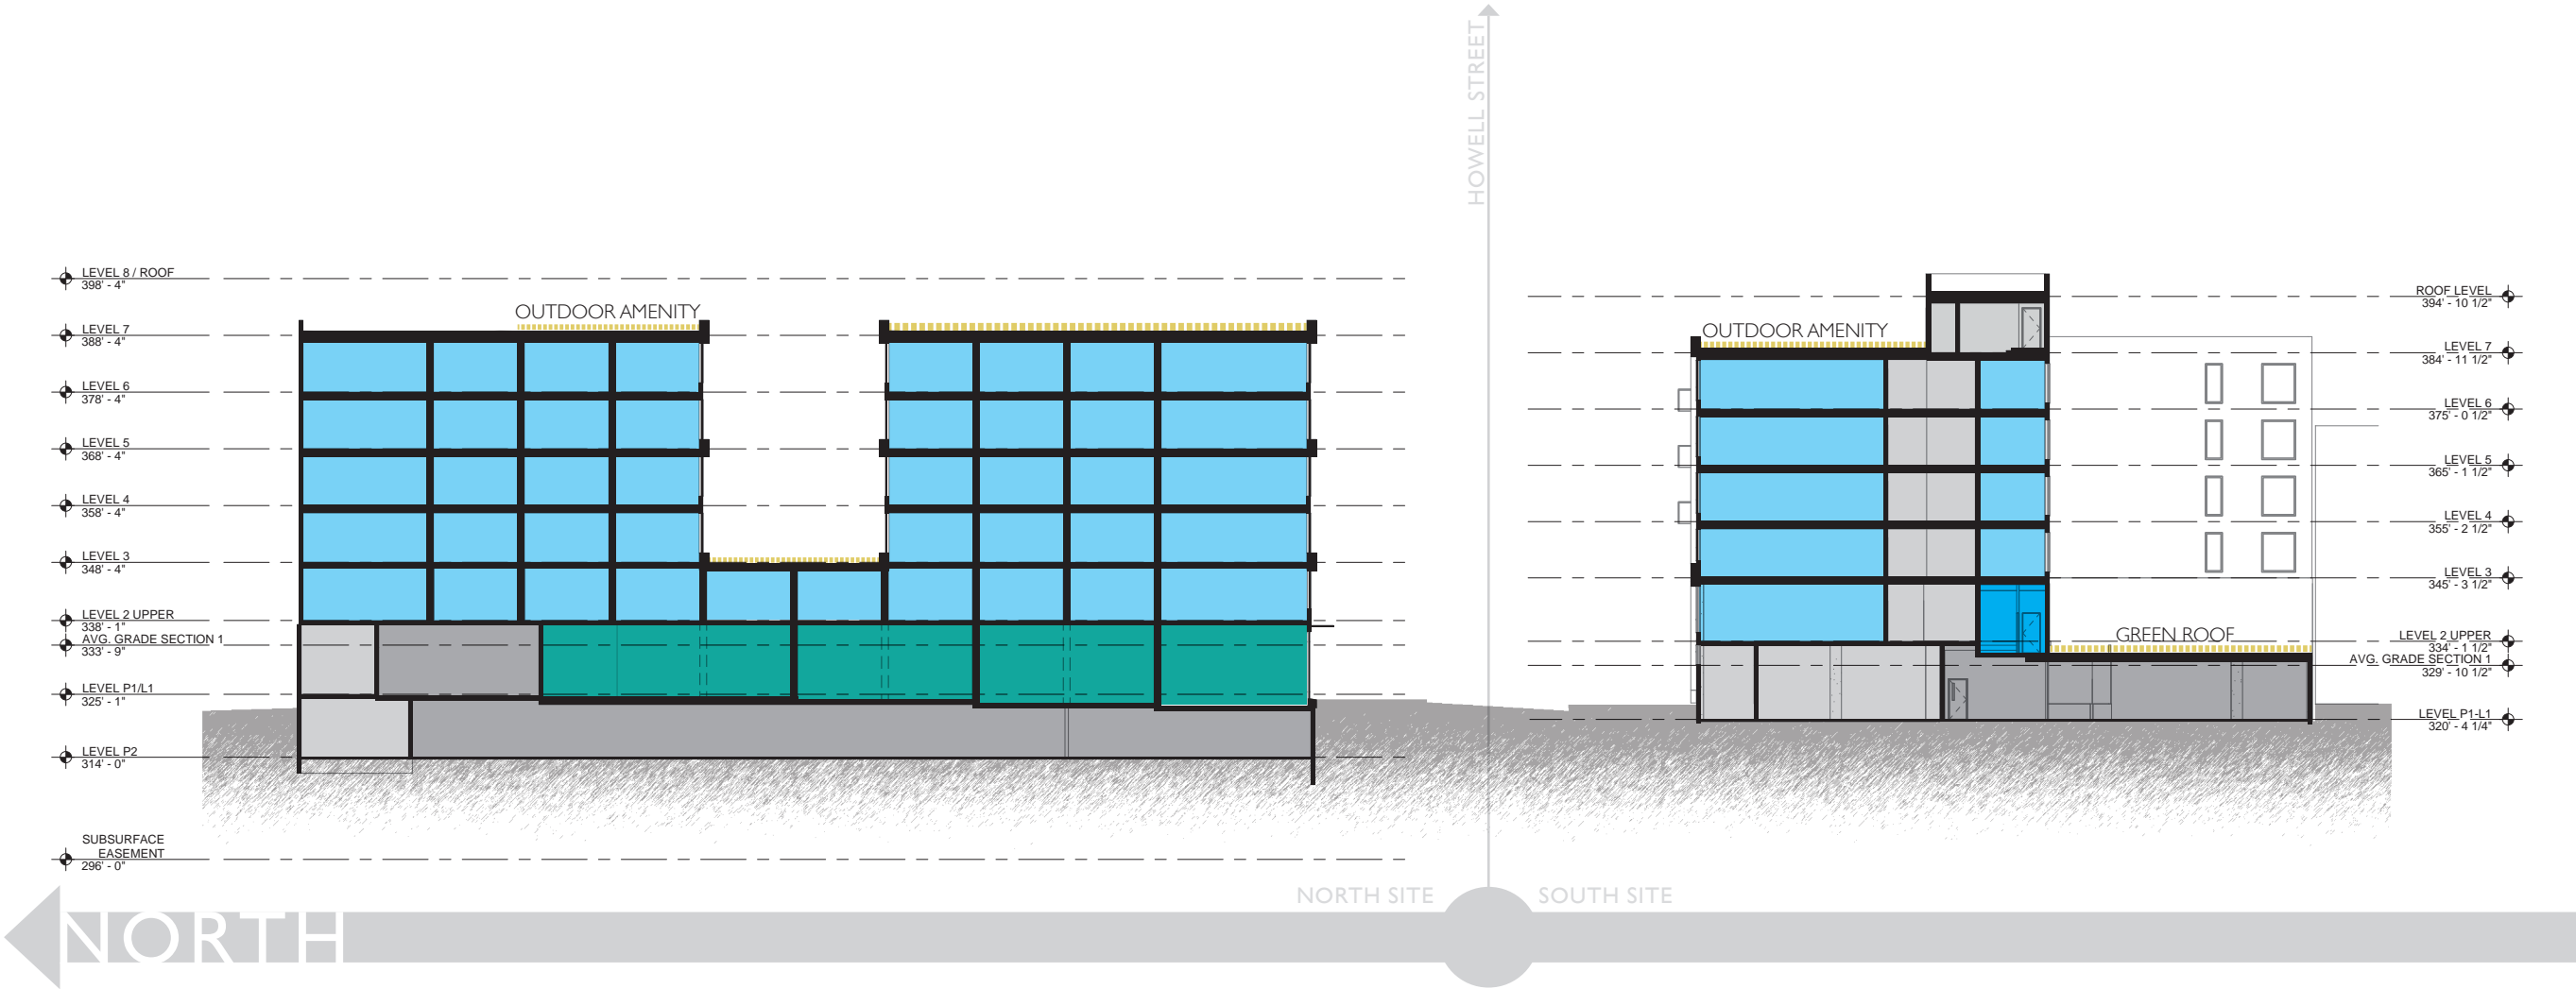 HOWELL STREET
LEVEL 8 / ROOF
398' - 4"
OUTDOOR AMENITY
LEVEL 7
388' - 4"
LEVEL 6
378' - 4"
LEVEL 5
368' - 4"
LEVEL 4
358' - 4"
LEVEL 3
348' - 4"
LEVEL 2 UPPER
338' - 1"
AVG. GRADE SECTION 1
333' - 9"
LEVEL P1/L1
325' - 1"
LEVEL P2
314' - 0"
SUBSURFACE
EASEMENT
296' - 0"
ROOF LEVEL
394' - 10 1/2"
OUTDOOR AMENITY
LEVEL 7
384' - 11 1/2"
LEVEL 6
375' - 0 1/2"
LEVEL 5
365' - 1 1/2"
LEVEL 4
355' - 2 1/2"
LEVEL 3
345' - 3 1/2"
GREEN ROOF
LEVEL 2 UPPER
334' - 1 1/2"
AVG. GRADE SECTION 1
329' - 10 1/2"
LEVEL P1-L1
320' - 4 1/4"
NORTH SITE
SOUTH SITE
NORTH